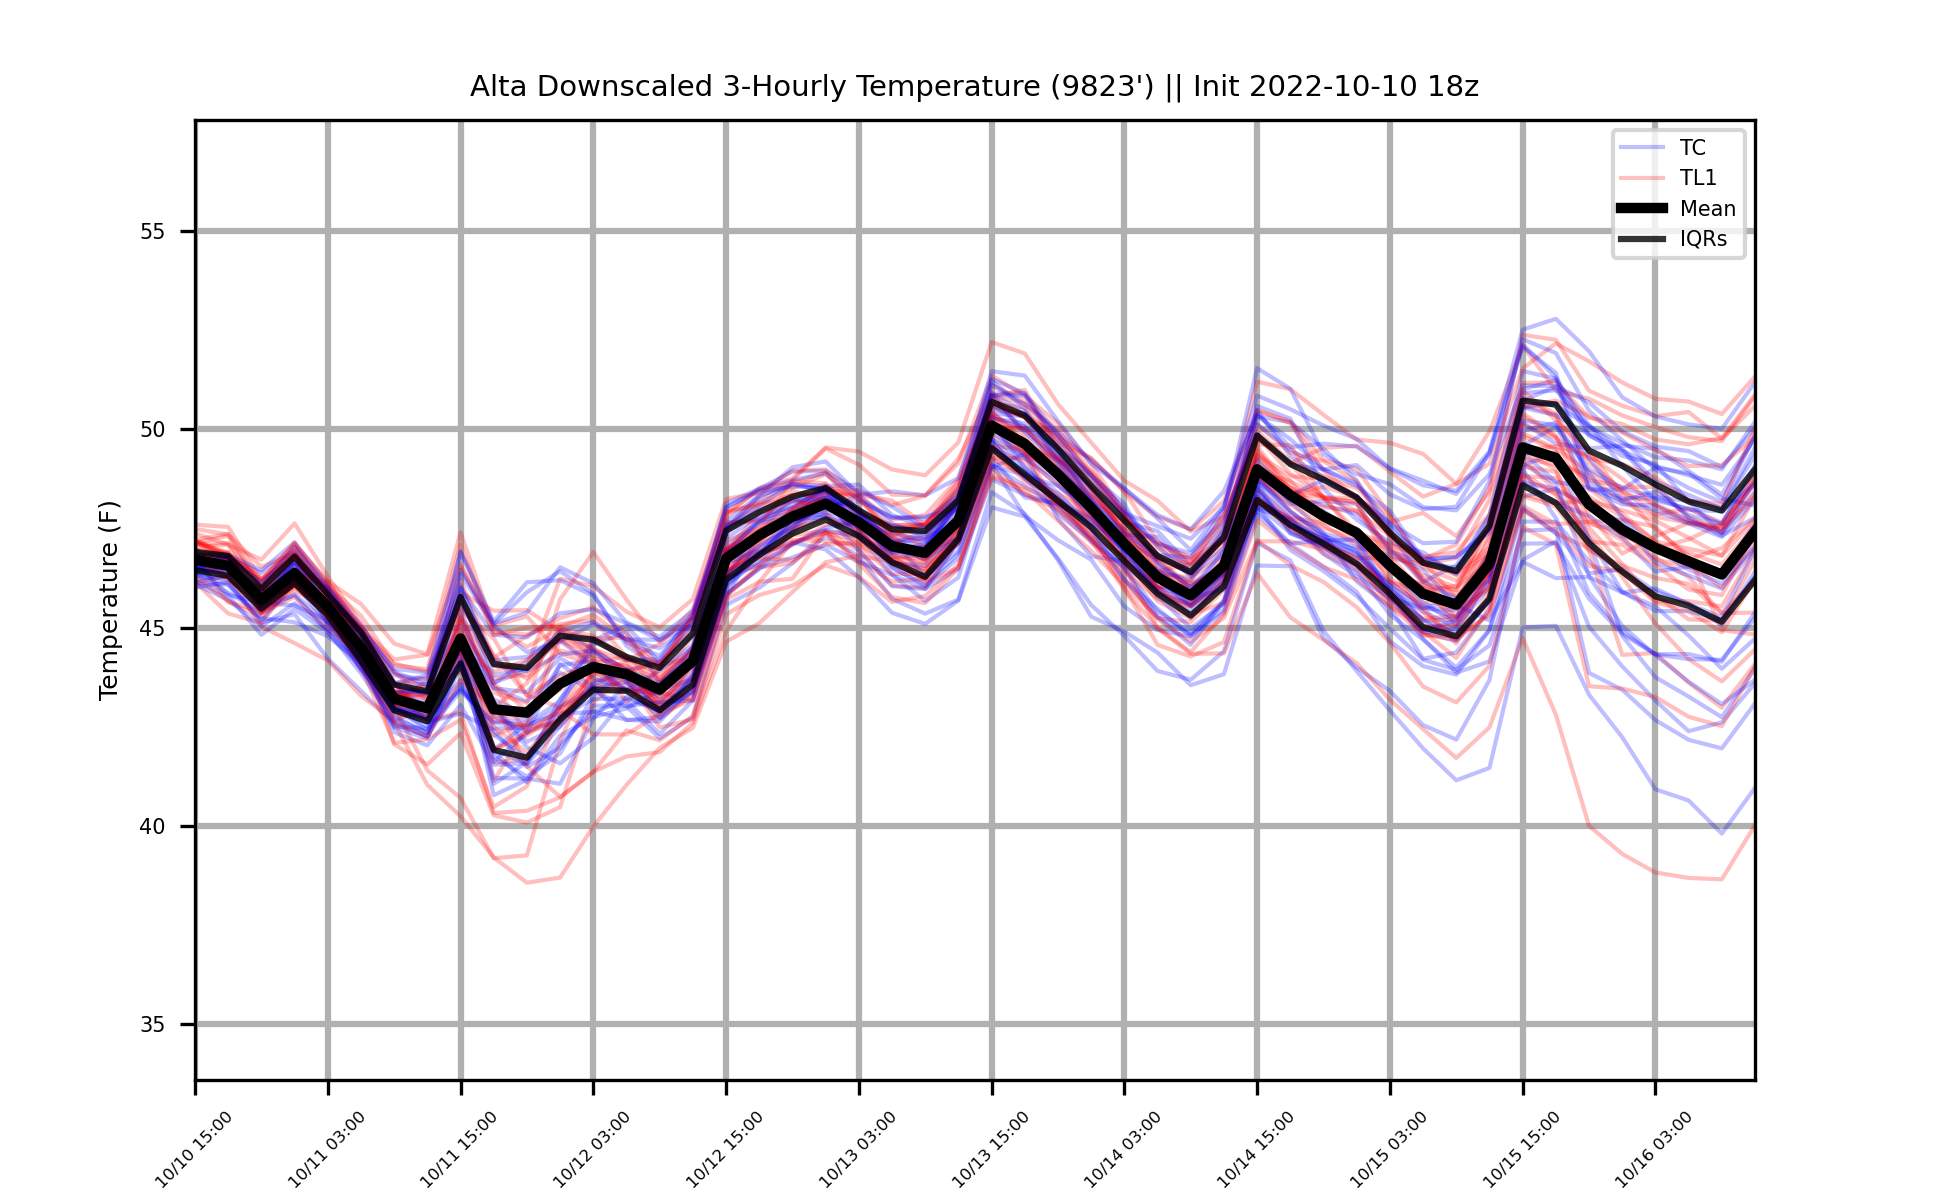 Alta Downscaled 3-Hourly Temperature (9823') || Init 2022-10-10 18z
TC
TL1
Mean
IQRs
Temperature (F)
55
50
45
40
35
10/10 15:00
10/11 03:00
10/11 15:00
10/12 03:00
10/12 15:00
10/13 03:00
10/13 15:00
10/14 03:00
10/14 15:00
10/15 03:00
10/15 15:00
10/16 03:00